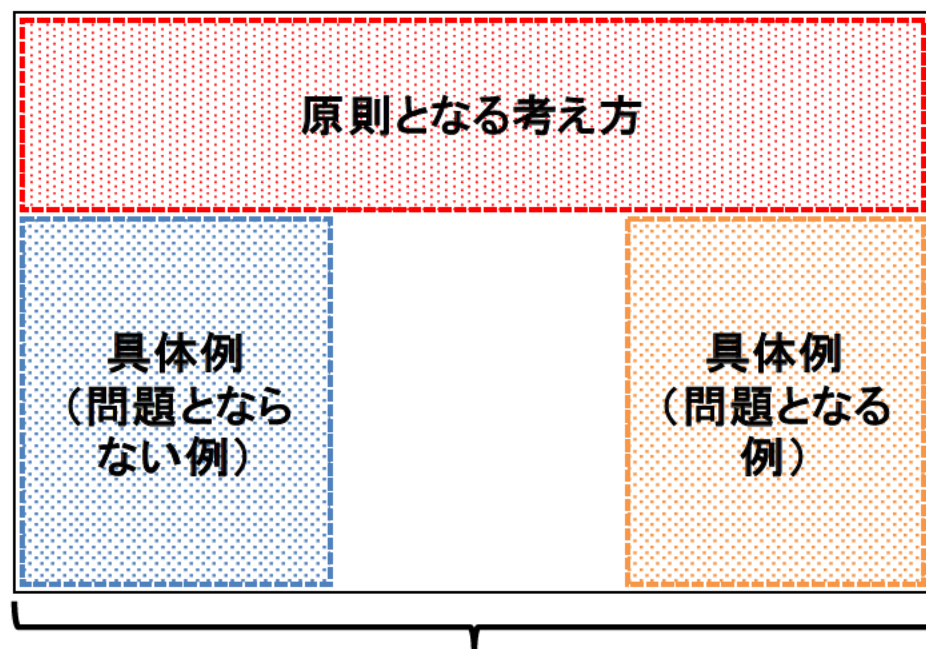 原則となる考え方
具体例
（問題となら
ない例）
具体例
（問題となる
例）